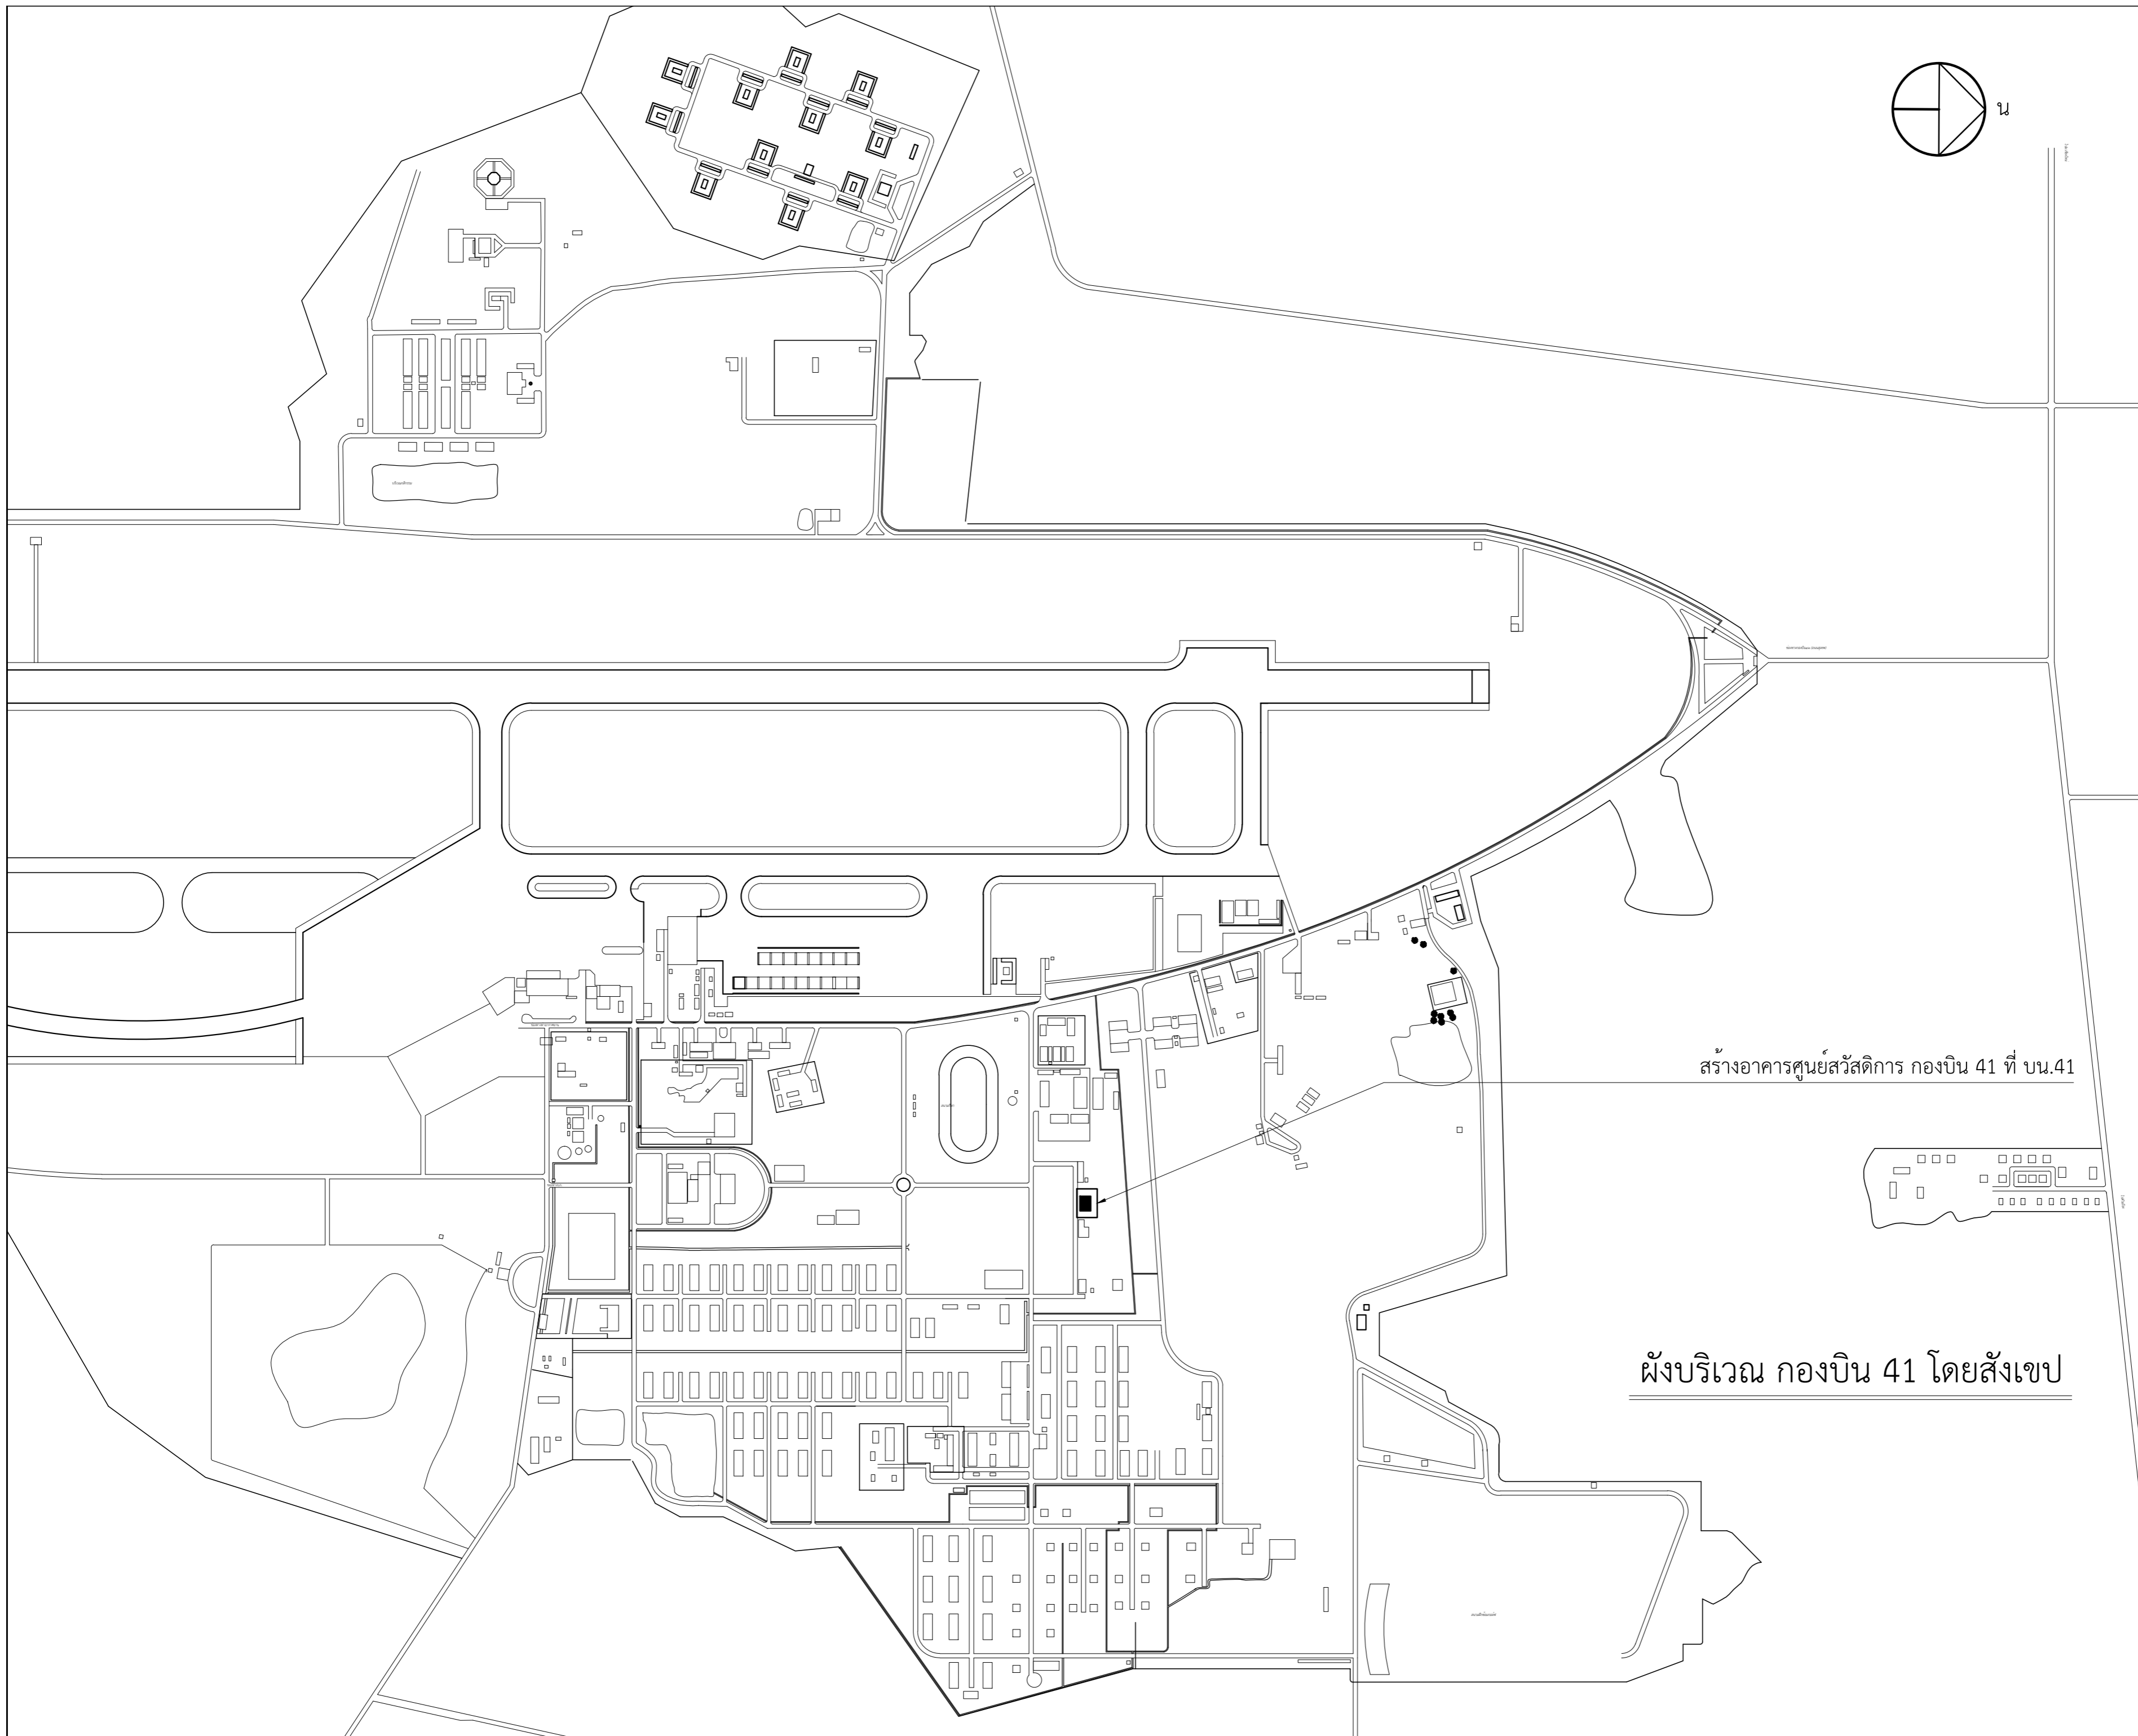 น
สร้างอาคารศูนย์สวัสดิการ กองบิน 41 ที่ บน.41
ผังบริเวณ กองบิน 41 โดยสังเขป